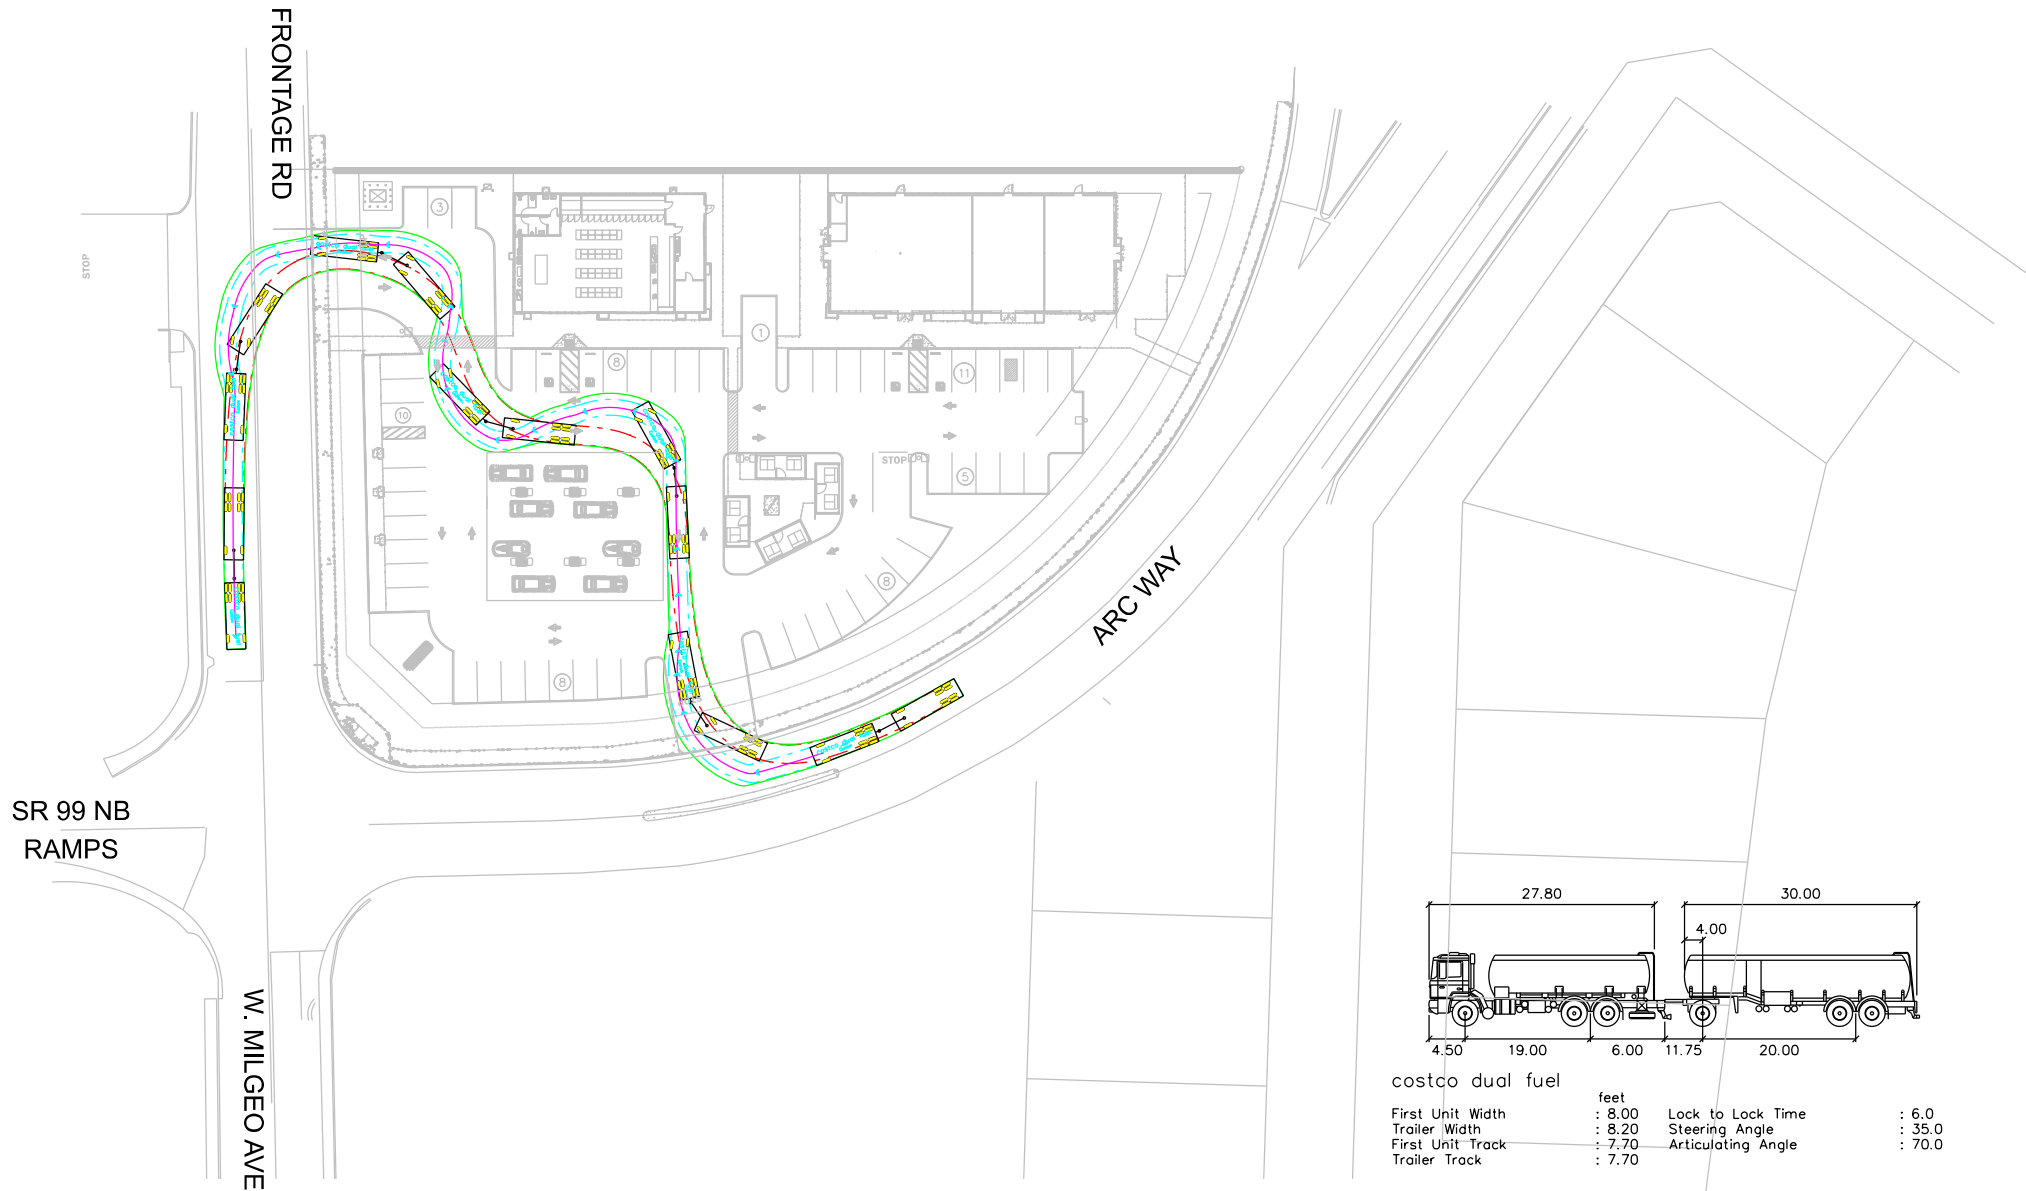 FRONTAGE RD
STOP
3
1
8
11
10
STOP
5
8
8
costco dual fuel
ARC WAY
SR 99 NB
RAMPS
W. MILGEO AVE
27.80
30.00
4.00
4.50
19.00
6.00
11.75
20.00
costco dual fuel
feet
First Unit Width : 8.00 Lock to Lock Time : 6.0
Trailer Width : 8.20 Steering Angle : 35.0
First Unit Track : 7.70 Articulating Angle : 70.0
Trailer Track : 7.70